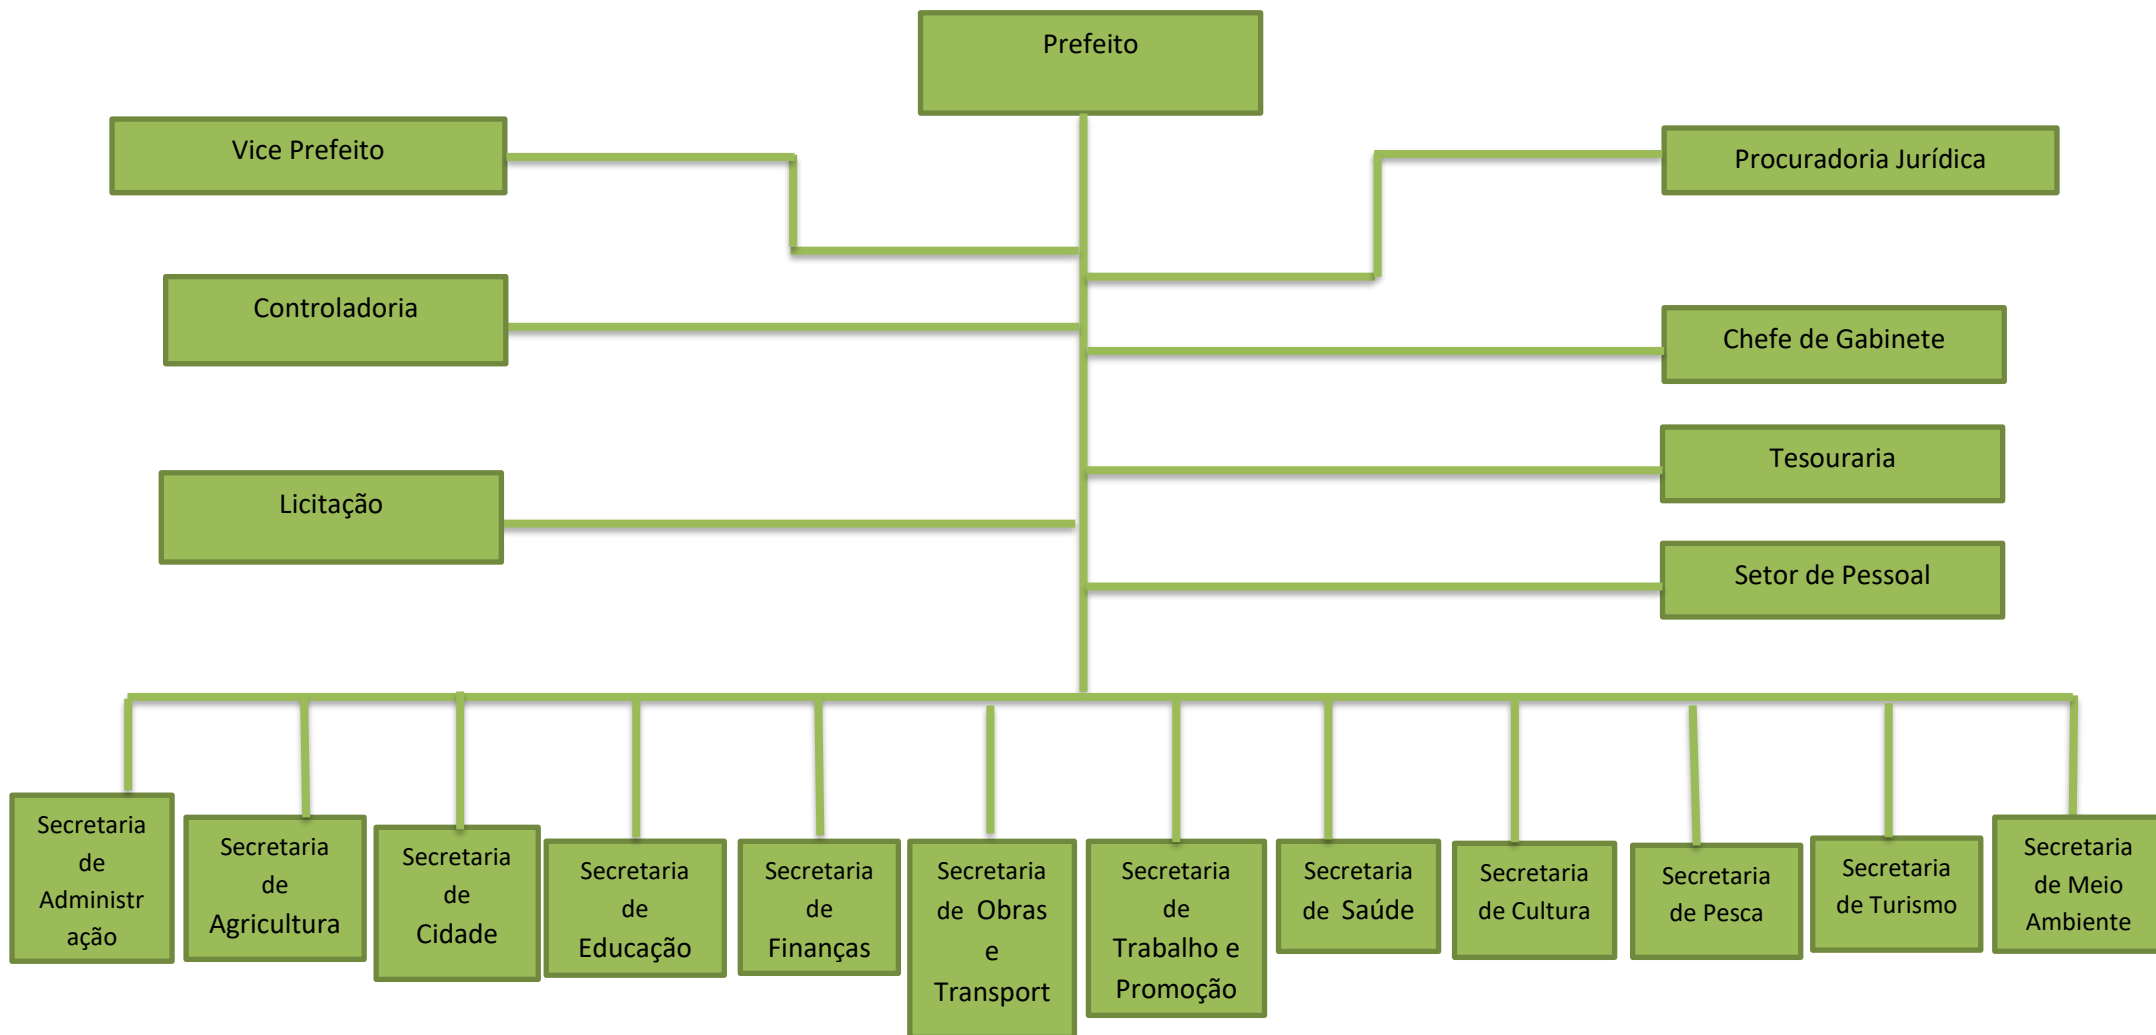 Prefeito
Vice Prefeito
Procuradoria Jurídica
Controladoria
Chefe de Gabinete
Tesouraria
Licitação
Setor de Pessoal
Secretaria
de
Administr
ação
Secretaria
de
Agricultura
Secretaria
de
Cidade
Secretaria
de
Educação
Secretaria
de
Finanças
Secretaria
de Obras
e
Transport
Secretaria
de
Trabalho e
Promoção
Secretaria
de Saúde
Secretaria
de Cultura
Secretaria
de Pesca
Secretaria
de Turismo
Secretaria
de Meio
Ambiente